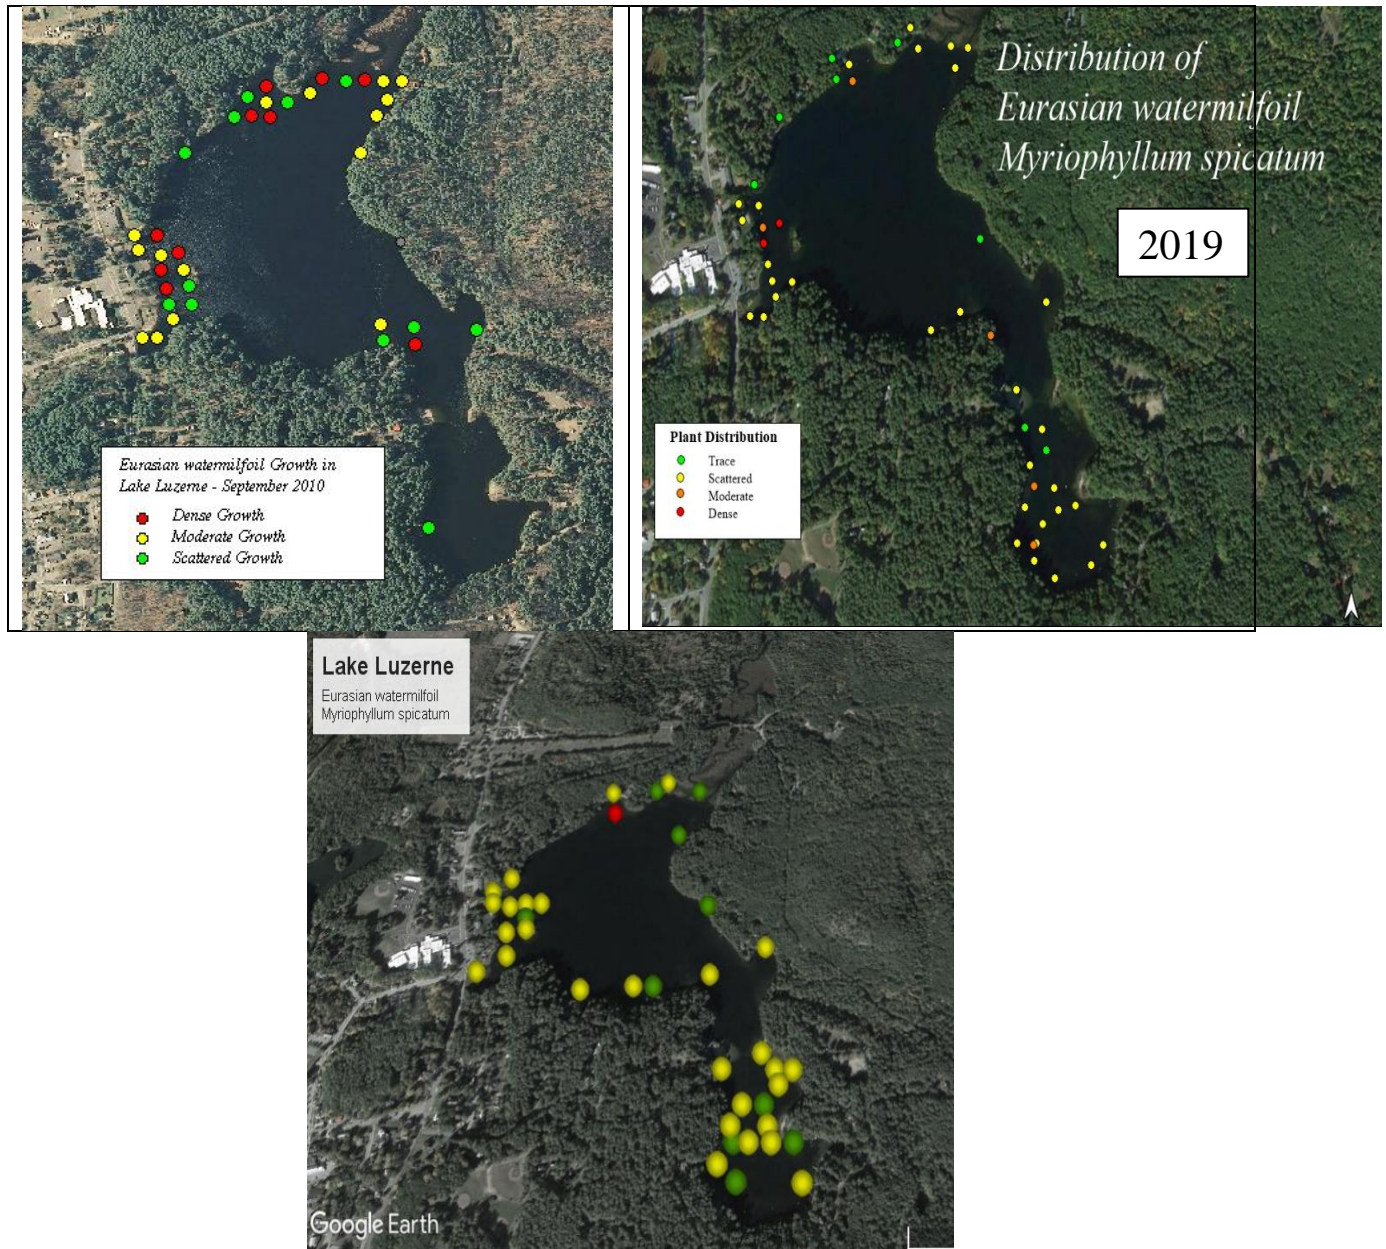 Eurasian watermilfoil Growth in
Lake Luzerne - September 2010
Dense Growth
Moderate Growth
Scattered Growth
Distribution of
Eurasian watermilfoil
Myriophyllum spicatum
2019
Plant Distribution
Trace
Scattered
Moderate
Dense
Lake Luzerne
Eurasian watermilfoil
Myriophyllum spicatum
Google Earth